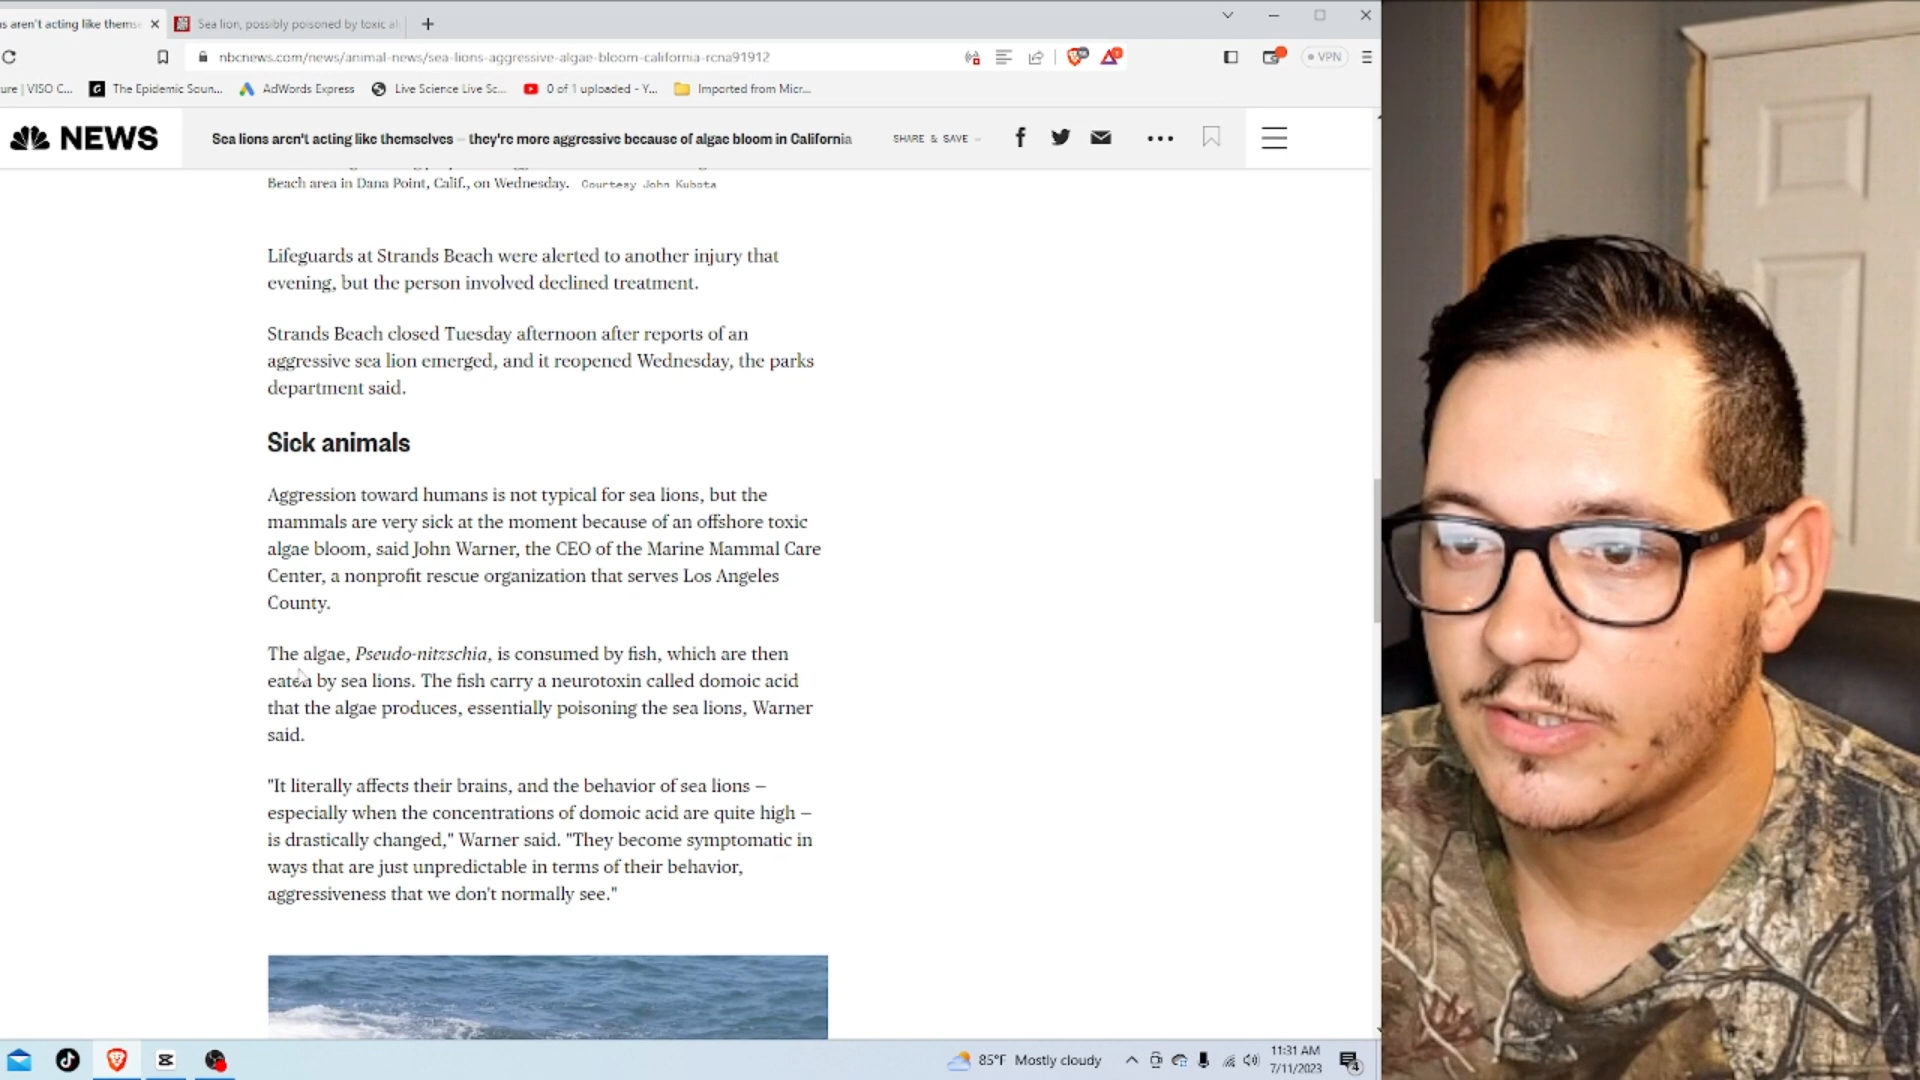 s aren't acting like thems
Sea lion, possibly poisoned by toxic al
nbcnews.com/news/animal-news/sea-lions-aggressive-algae-bloom-california-rcna91912
VPN
ure | VISO C...
The Epidemic Soun...
AdWords Express
Live Science Live Sc...
0 of 1 uploaded - Y...
Imported from Micr...
NEWS
Sea lions aren't acting like themselves — they're more aggressive because of algae bloom in California
SHARE & SAVE —
Beach area in Dana Point, Calif., on Wednesday. Courtesy John Kubota
Lifeguards at Strands Beach were alerted to another injury that
evening, but the person involved declined treatment.
Strands Beach closed Tuesday afternoon after reports of an
aggressive sea lion emerged, and it reopened Wednesday, the parks
department said.
Sick animals
Aggression toward humans is not typical for sea lions, but the
mammals are very sick at the moment because of an offshore toxic
algae bloom, said John Warner, the CEO of the Marine Mammal Care
Center, a nonprofit rescue organization that serves Los Angeles
County.
The algae, Pseudo-nitzschia, is consumed by fish, which are then
eaten by sea lions. The fish carry a neurotoxin called domoic acid
that the algae produces, essentially poisoning the sea lions, Warner
said.
"It literally affects their brains, and the behavior of sea lions —
especially when the concentrations of domoic acid are quite high —
is drastically changed," Warner said. "They become symptomatic in
ways that are just unpredictable in terms of their behavior,
aggressiveness that we don't normally see."
85°F Mostly cloudy
11:31 AM
7/11/2023
4